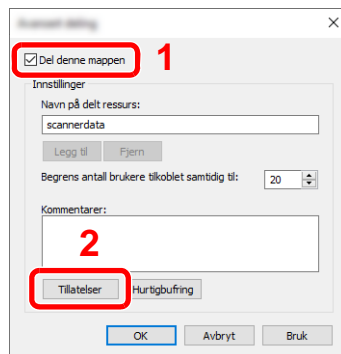 Del denne mappen
1
Innstillinger
Navn på delt ressurs:
scannerdata
Legg til Fjern
Begrens antall brukere tilkoblet samtidig til: 20
Kommentarer:
2
Tillatelser Hurtigbufring
OK Avbryt Bruk